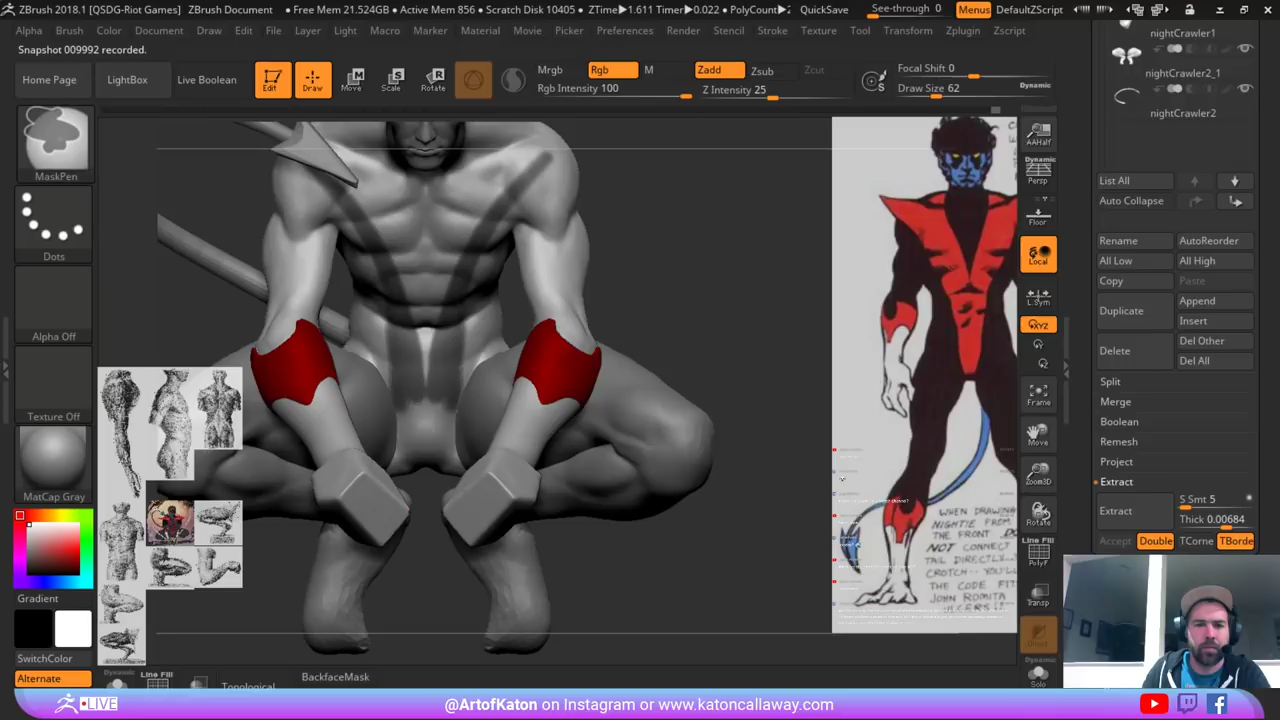 ZBrush 2018.1 [QSDG-Riot Games] ZBrush Document • Free Mem 21.524GB • Active Mem 856 • Scratch Disk 10405 • ZTime▸1.611 Timer▸0.022 • PolyCount▸2 QuickSave See-through 0 Menus DefaultZScript
Alpha Brush Color Document Draw Edit File Layer Light Macro Marker Material Movie Picker Preferences Render Stencil Stroke Texture Tool Transform Zplugin Zscript
Snapshot 009992 recorded.
Home Page LightBox Live Boolean Edit Draw Move Scale Rotate
Mrgb Rgb M Zadd Zsub Zcut Focal Shift 0
Rgb Intensity 100 Z Intensity 25 Draw Size 62 Dynamic
MaskPen
Dots
Alpha Off
Texture Off
MatCap Gray
Gradient
SwitchColor
Alternate
Dynamic
Line Fill
Topological
BackfaceMask
WHEN DRAWING
NIGHTIE FROM
THE FRONT DO
NOT CONNECT
TAIL DIRECTLY...
CROTCH-- YOU'LL
THE CODE
JOHN ROMITA
ULCERS!!
AAHalf
Dynamic
Persp
Floor
Local
L.Sym
XYZ
Frame
Move
Zoom3D
Rotate
Line Fill
PolyF
Transp
Dynamic
Solo
nightCrawler1
nightCrawler2_1
nightCrawler2
List All
Auto Collapse
Rename AutoReorder
All Low All High
Copy Paste
Duplicate Append
Insert
Delete Del Other
Del All
Split
Merge
Boolean
Remesh
Project
Extract
Extract S Smt 5
Thick 0.00684
Accept Double TCorne TBorde
LIVE @ArtofKaton on Instagram or www.katoncallaway.com